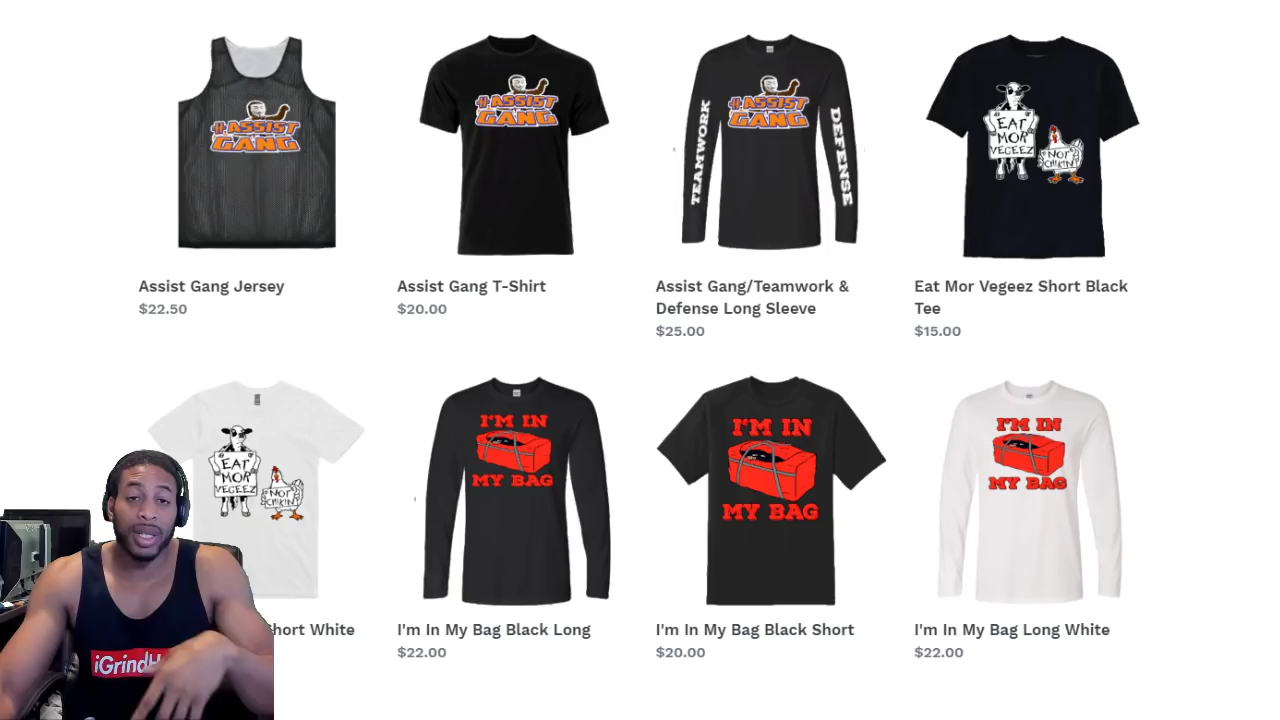 #ASSIST
GANG
#ASSIST
GANG
TEAMWORK
#ASSIST
GANG
DEFENSE
EAT
MOR
VEGEEZ
NOT
CHIKIN
Assist Gang Jersey
$22.50
Assist Gang T-Shirt
$20.00
Assist Gang/Teamwork &
Defense Long Sleeve
$25.00
Eat Mor Vegeez Short Black
Tee
$15.00
EAT
MOR
VEGEEZ
NOT
CHIKIN
I'M IN
MY BAG
I'M IN
MY BAG
I'M IN
MY BAG
Short White
I'm In My Bag Black Long
$22.00
I'm In My Bag Black Short
$20.00
I'm In My Bag Long White
$22.00
iGrindH